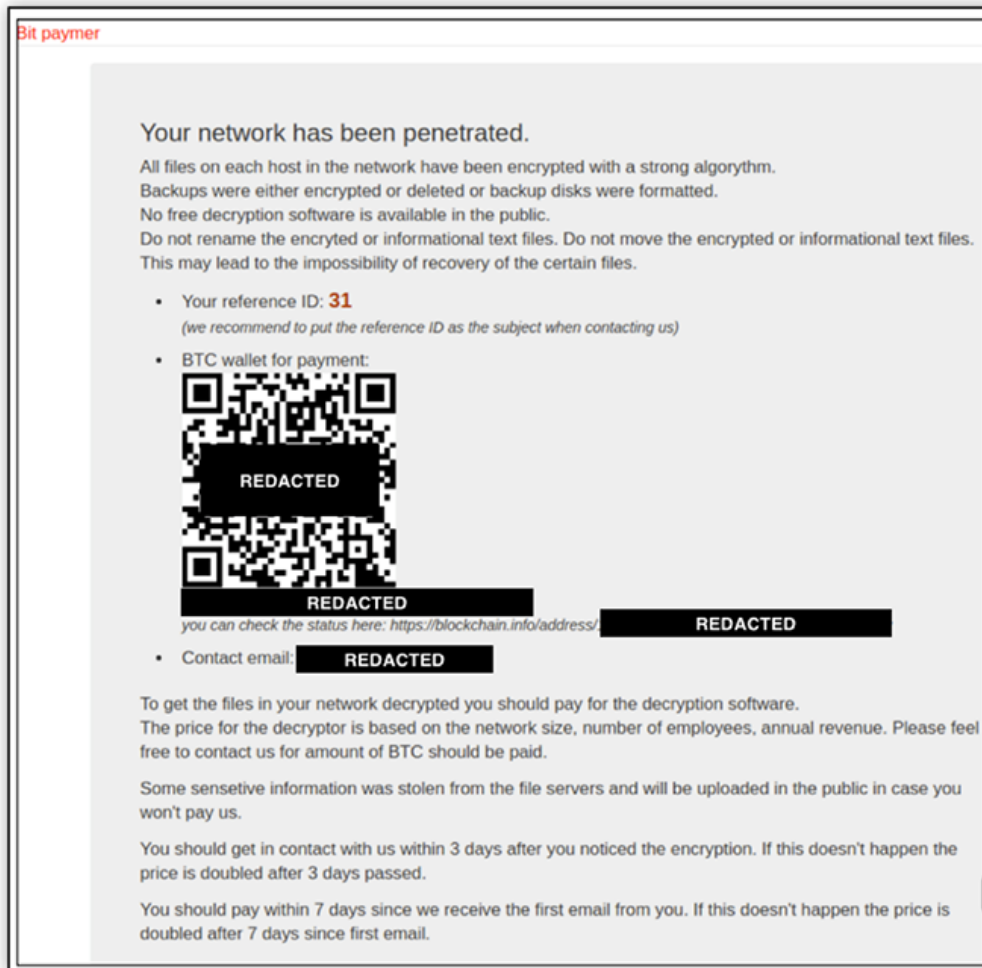 Bit paymer
Your network has been penetrated.
All files on each host in the network have been encrypted with a strong algorythm.
Backups were either encrypted or deleted or backup disks were formatted.
No free decryption software is available in the public.
Do not rename the encryted or informational text files. Do not move the encrypted or informational text files.
This may lead to the impossibility of recovery of the certain files.
▪ Your reference ID: 31
(we recommend to put the reference ID as the subject when contacting us)
▪ BTC wallet for payment:
REDACTED
REDACTED
you can check the status here: https://blockchain.info/address/ REDACTED
▪ Contact email: REDACTED
To get the files in your network decrypted you should pay for the decryption software.
The price for the decryptor is based on the network size, number of employees, annual revenue. Please feel
free to contact us for amount of BTC should be paid.
Some sensetive information was stolen from the file servers and will be uploaded in the public in case you
won't pay us.
You should get in contact with us within 3 days after you noticed the encryption. If this doesn't happen the
price is doubled after 3 days passed.
You should pay within 7 days since we receive the first email from you. If this doesn't happen the price is
doubled after 7 days since first email.